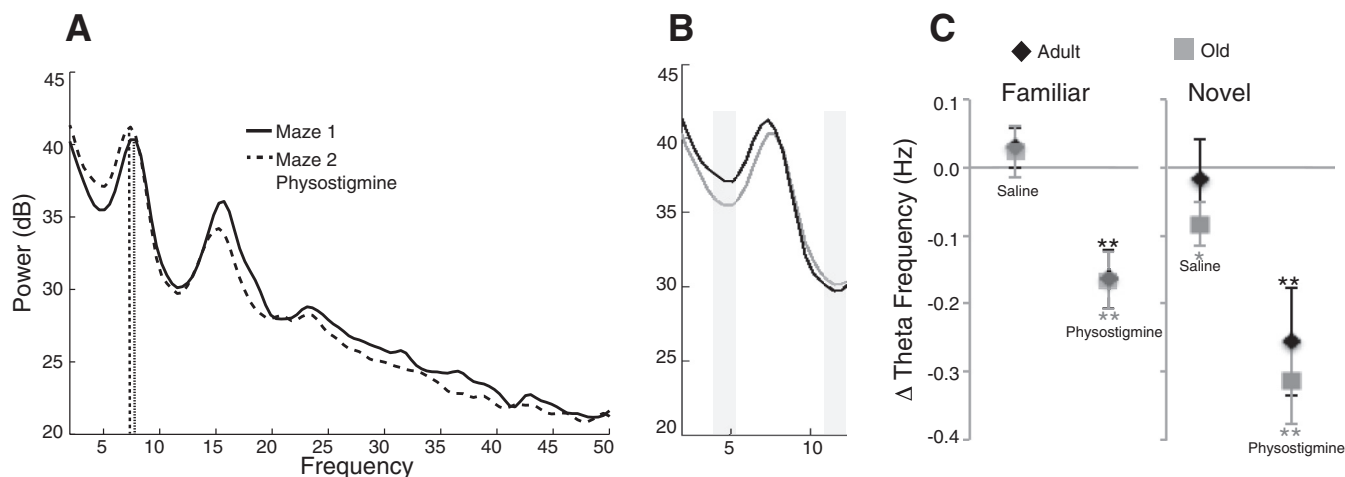 A
45
40
35
30
25
20
Power (dB)
5
10
15
20
25
30
35
40
45
50
Frequency
Maze 1
Maze 2
Physostigmine
B
45
40
35
30
25
20
5
10
C
Adult
Old
Familiar
Novel
Δ Theta Frequency (Hz)
0.1
0.0
-0.1
-0.2
-0.3
-0.4
Saline
**
**
Physostigmine
*
Saline
**
**
Physostigmine